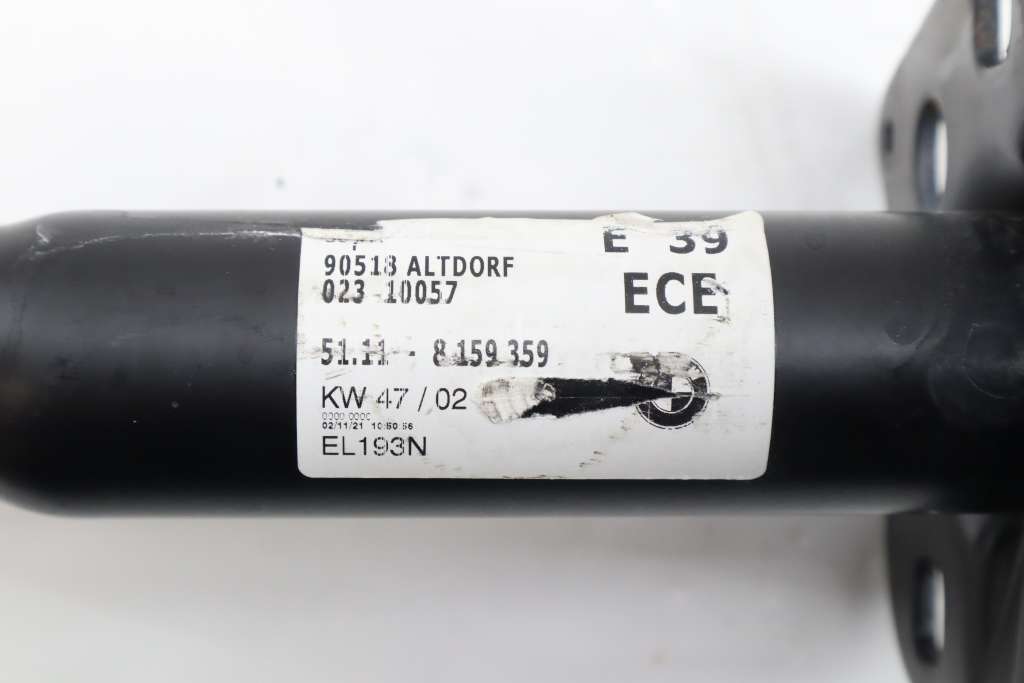 E 39
90518 ALTDORF
023 10057
ECE
51.11 - 8 159 359
KW 47 / 02
0000 0000
02/11/21 10:50:56
EL193N